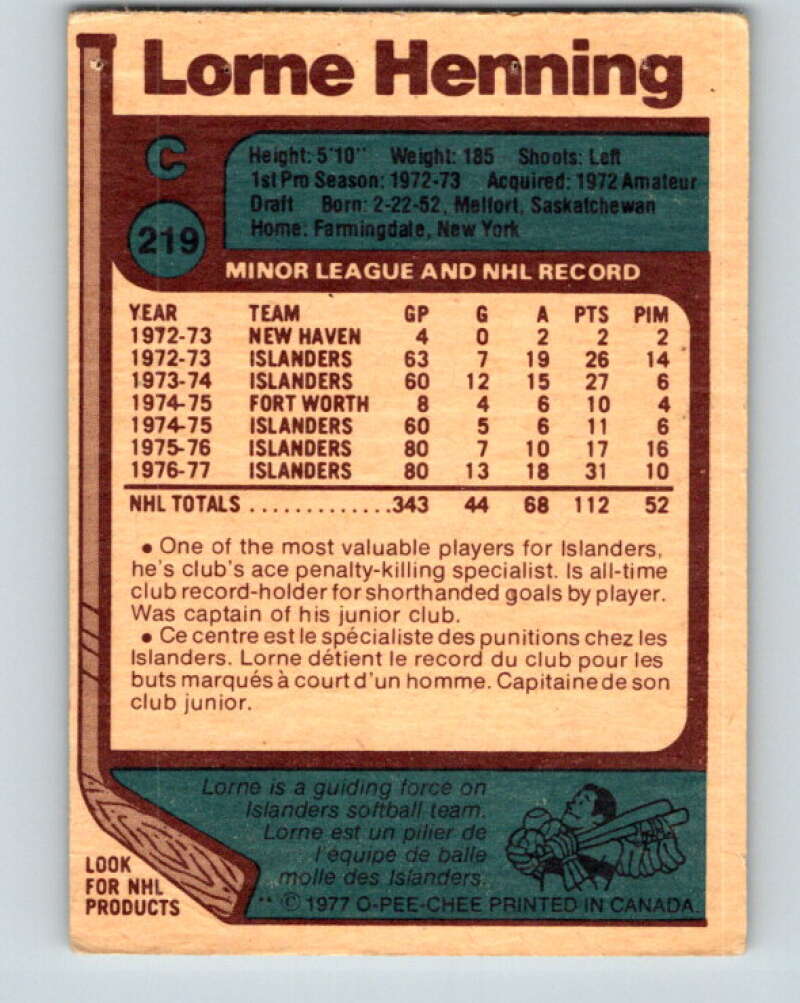 Lorne Henning
C
Height: 5'10" Weight: 185 Shoots: Left
1st Pro Season: 1972-73 Acquired: 1972 Amateur
Draft Born: 2-22-52, Melfort, Saskatchewan
Home: Farmingdale, New York
219
MINOR LEAGUE AND NHL RECORD
YEAR TEAM GP G A PTS PIM
1972-73 NEW HAVEN 4 0 2 2 2
1972-73 ISLANDERS 63 7 19 26 14
1973-74 ISLANDERS 60 12 15 27 6
1974-75 FORT WORTH 8 4 6 10 4
1974-75 ISLANDERS 60 5 6 11 6
1975-76 ISLANDERS 80 7 10 17 16
1976-77 ISLANDERS 80 13 18 31 10
NHL TOTALS .............343 44 68 112 52
• One of the most valuable players for Islanders,
he's club's ace penalty-killing specialist. Is all-time
club record-holder for shorthanded goals by player.
Was captain of his junior club.
• Ce centre est le spécialiste des punitions chez les
Islanders. Lorne détient le record du club pour les
buts marqués à court d'un homme. Capitaine de son
club junior.
Lorne is a guiding force on
Islanders softball team.
Lorne est un pilier de
l'équipe de balle
molle des Islanders.
LOOK
FOR NHL
PRODUCTS
** © 1977 O-PEE-CHEE PRINTED IN CANADA.